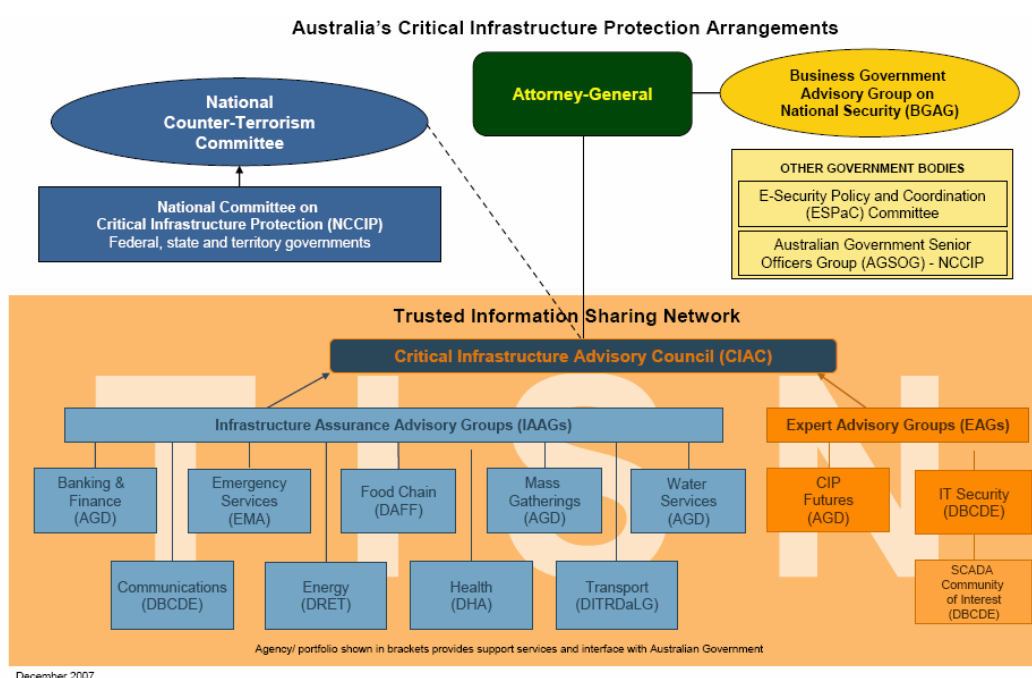 Australia's Critical Infrastructure Protection Arrangements
National
Counter-Terrorism
Committee
Attorney-General
Business Government
Advisory Group on
National Security (BGAG)
National Committee on
Critical Infrastructure Protection (NCCIP)
Federal, state and territory governments
OTHER GOVERNMENT BODIES
E-Security Policy and Coordination
(ESPaC) Committee
Australian Government Senior
Officers Group (AGSOG) - NCCIP
Trusted Information Sharing Network
Critical Infrastructure Advisory Council (CIAC)
TISN
Infrastructure Assurance Advisory Groups (IAAGs)
Expert Advisory Groups (EAGs)
Banking &
Finance
(AGD)
Emergency
Services
(EMA)
Food Chain
(DAFF)
Mass
Gatherings
(AGD)
Water
Services
(AGD)
CIP
Futures
(AGD)
IT Security
(DBCDE)
Communications
(DBCDE)
Energy
(DRET)
Health
(DHA)
Transport
(DITRDaLG)
SCADA
Community
of Interest
(DBCDE)
Agency/ portfolio shown in brackets provides support services and interface with Australian Government
December 2007